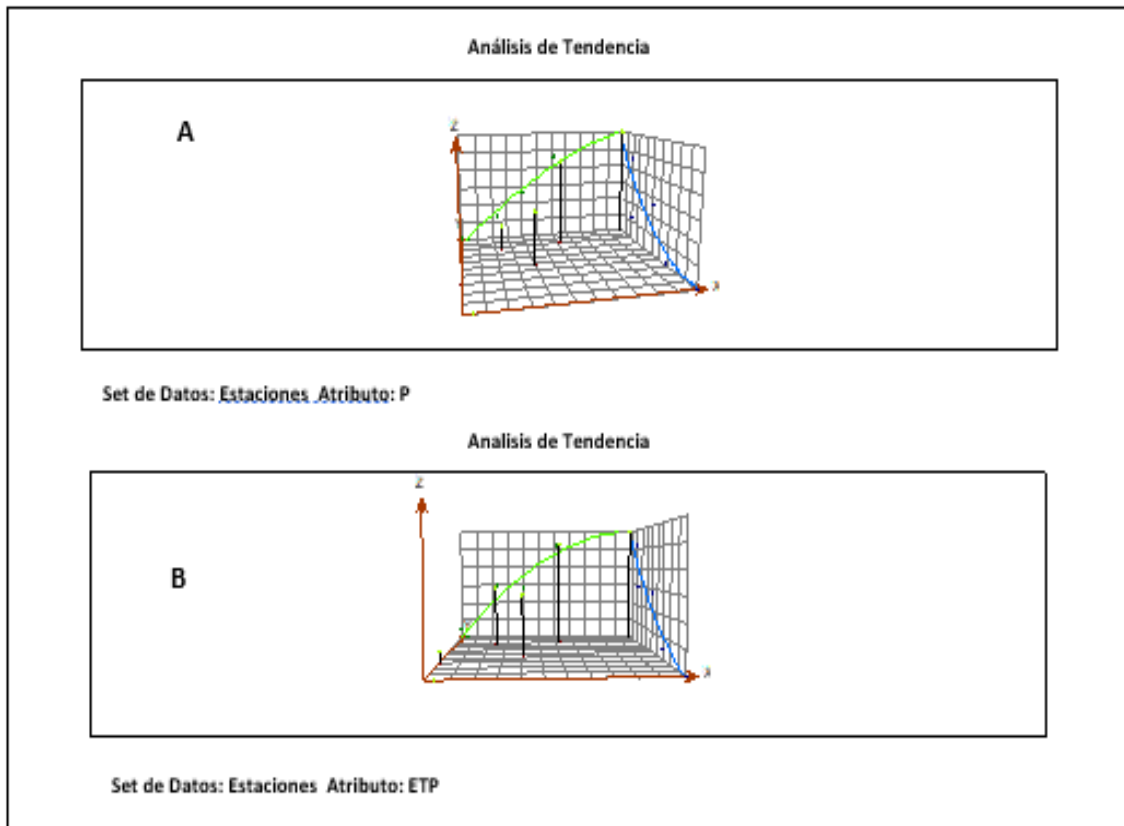 Análisis de Tendencia
A
Z
X
Set de Datos: Estaciones Atributo: P
Analisis de Tendencia
Z
B
X
Set de Datos: Estaciones Atributo: ETP